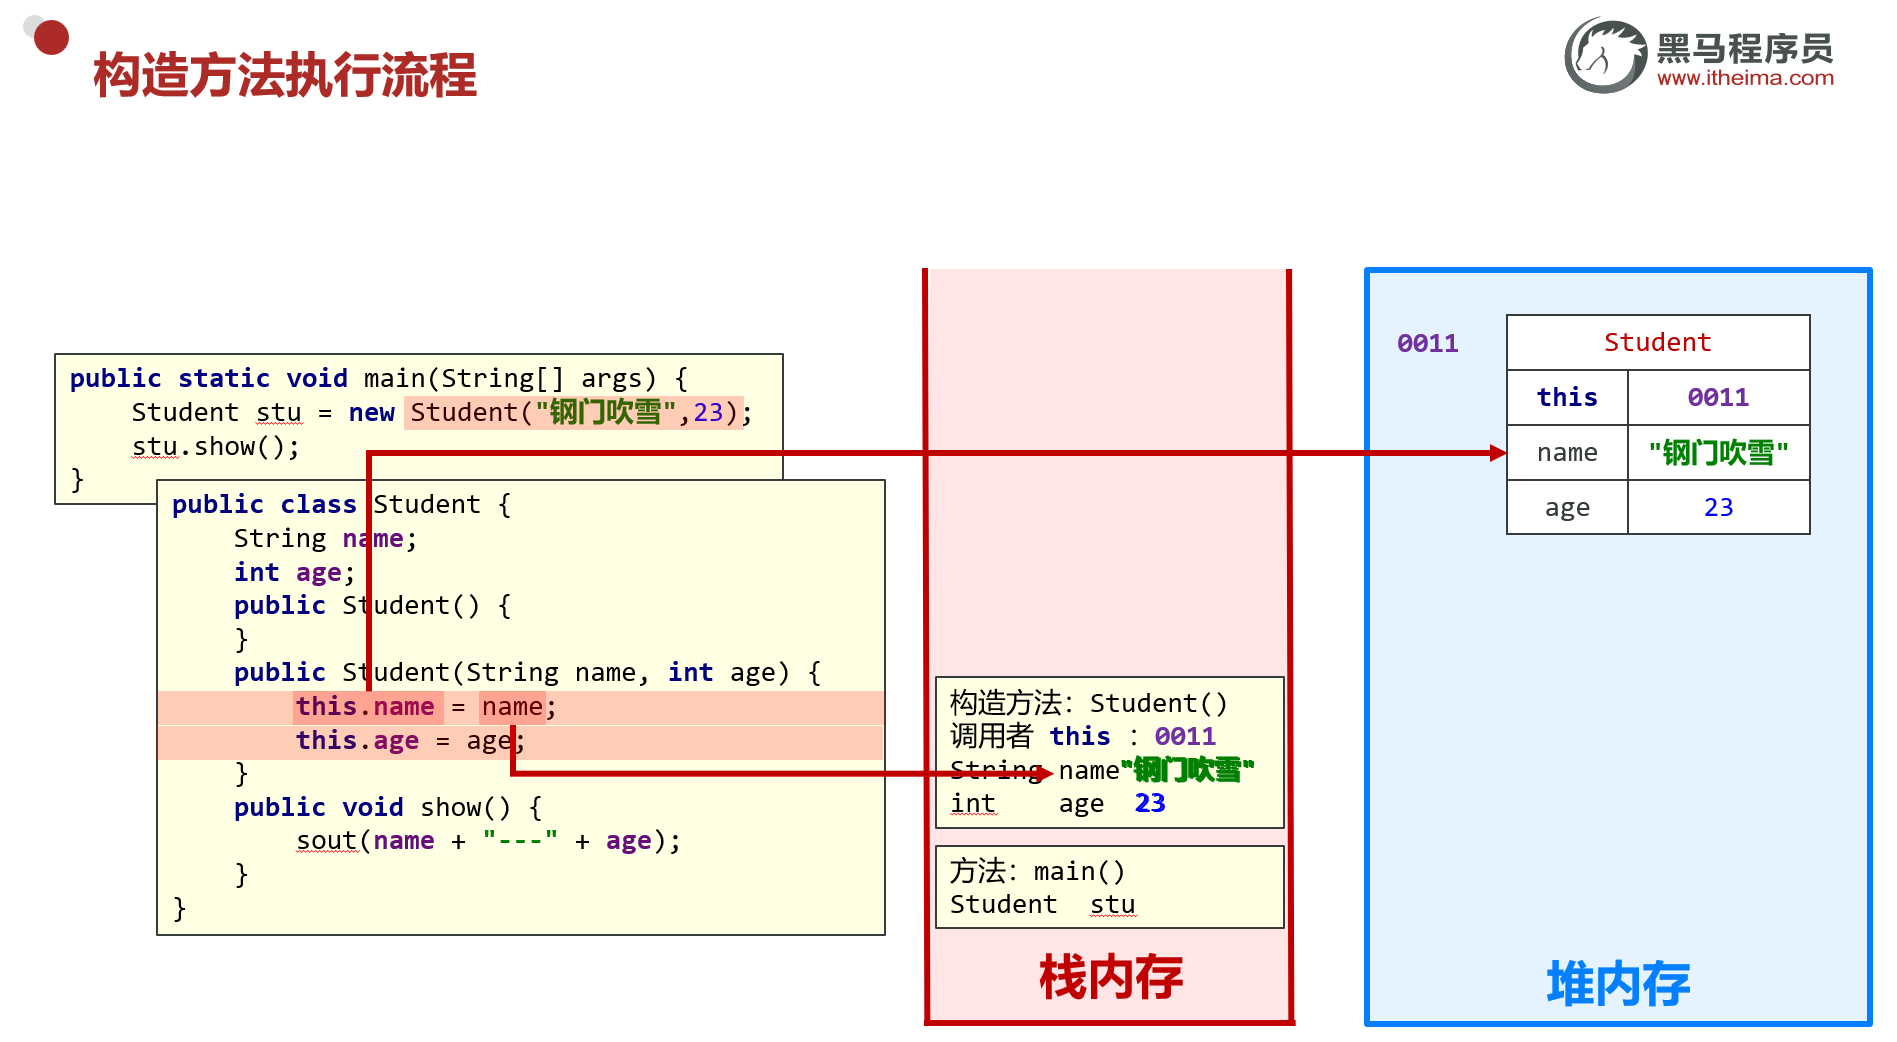 构造方法执行流程
黑马程序员
www.itheima.com
public static void main(String[] args) {
Student stu = new Student("钢门吹雪",23);
stu.show();
}
public class Student {
String name;
int age;
public Student() {
}
public Student(String name, int age) {
this.name = name;
this.age = age;
}
public void show() {
sout(name + "---" + age);
}
}
构造方法：Student()
调用者 this ：0011
String name"钢门吹雪"
int age 23
方法：main()
Student stu
栈内存
0011
Student
this 0011
name "钢门吹雪"
age 23
堆内存